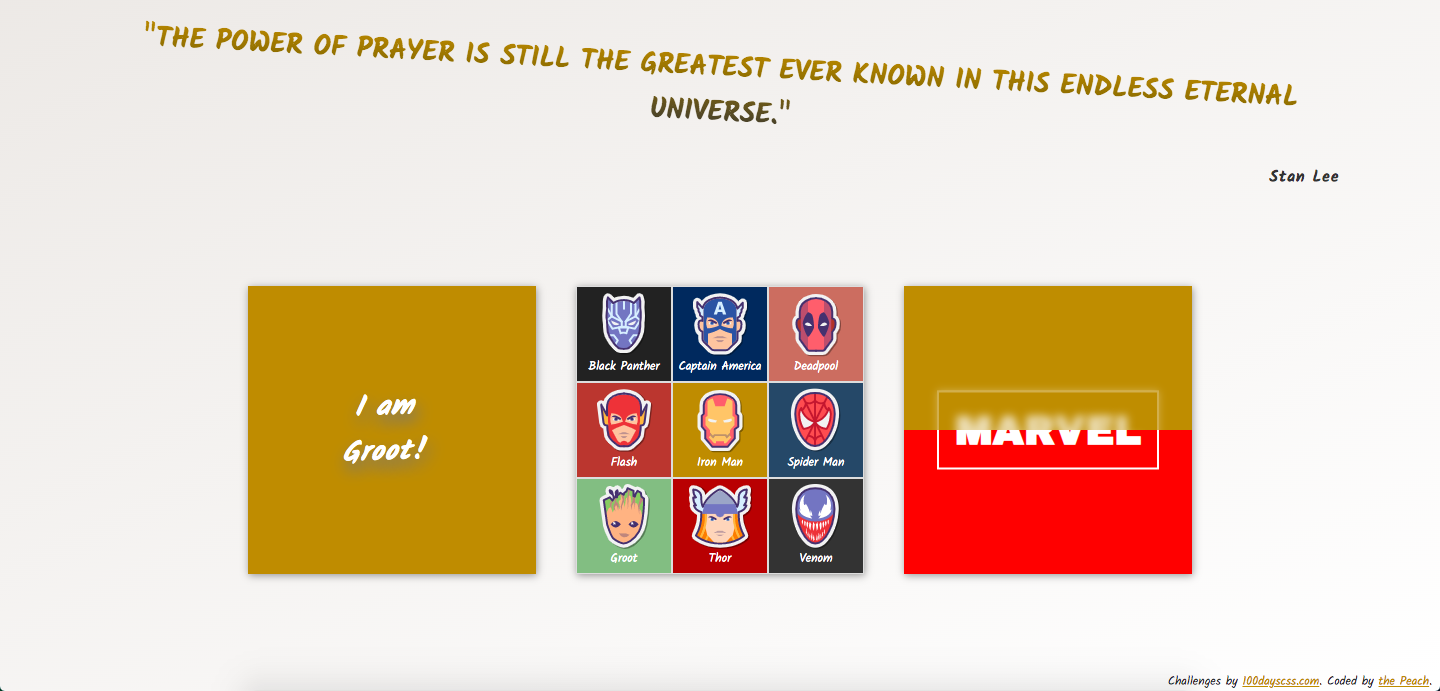 "THE POWER OF PRAYER IS STILL THE GREATEST EVER KNOWN IN THIS ENDLESS ETERNAL
UNIVERSE."
Stan Lee
I am
Groot!
A
Black Panther
Captain America
Deadpool
Flash
Iron Man
Spider Man
Groot
Thor
Venom
MARVEL
Challenges by 100dayscss.com. Coded by the Peach.